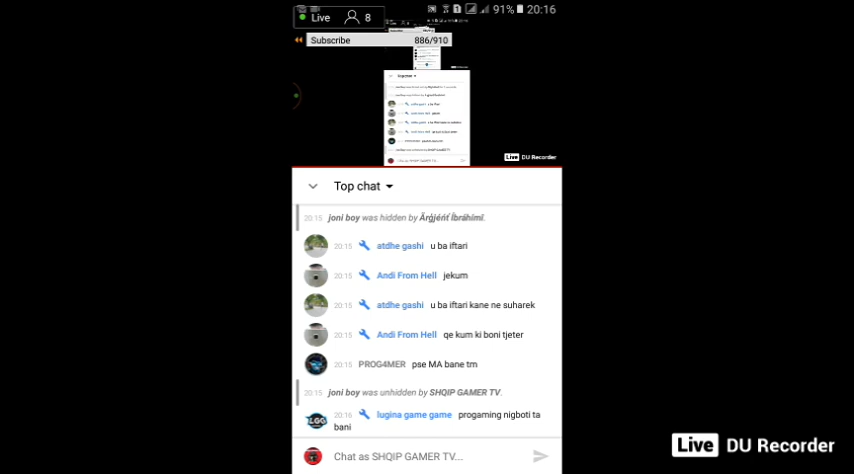 Live 8
91% 20:16
Subscribe 886/910
Live DU Recorder
Top chat
20:15 joni boy was hidden by Ãrģjéńť Íbráhímí.
20:15 atdhe gashi u ba iftari
20:15 Andi From Hell jekum
20:15 atdhe gashi u ba iftari kane ne suharek
20:15 Andi From Hell qe kum ki boni tjeter
20:15 PROG4MER pse MA bane tm
20:15 joni boy was unhidden by SHQIP GAMER TV.
20:16 lugina game game progaming nigboti ta
bani
LGG
Chat as SHQIP GAMER TV...
Live DU Recorder